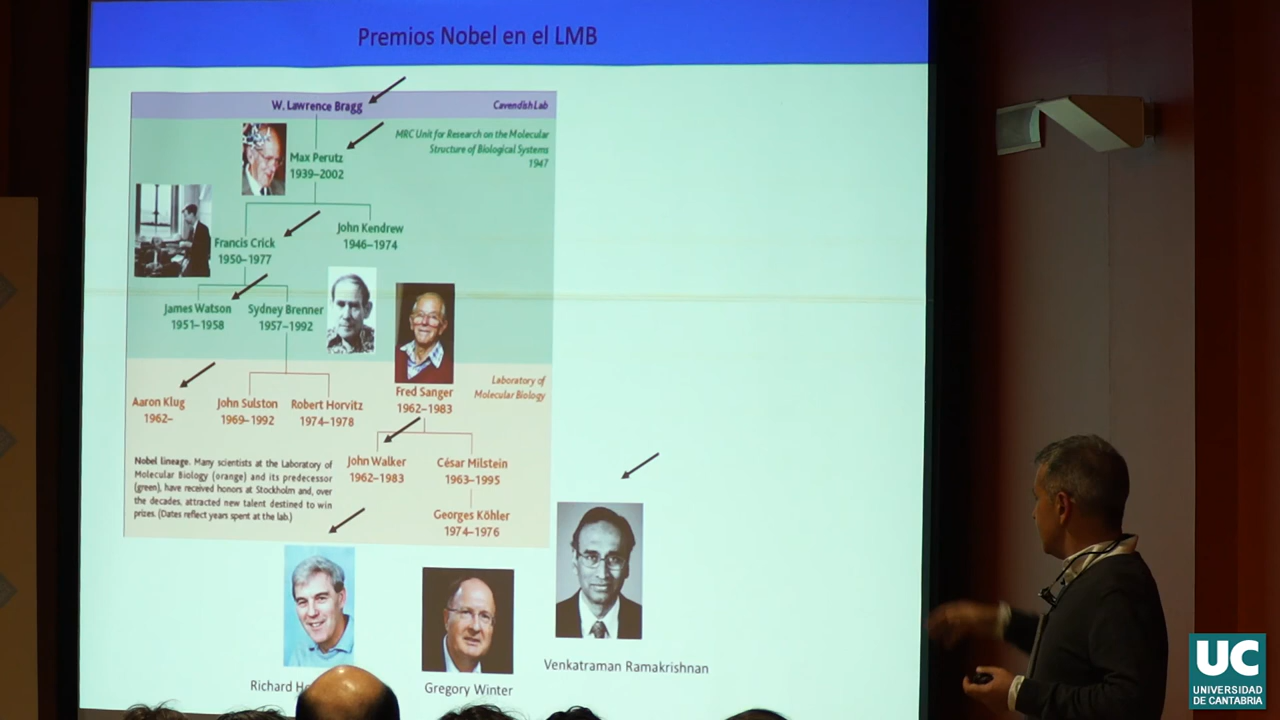 Premios Nobel en el LMB
W. Lawrence Bragg
Cavendish Lab
MRC Unit for Research on the Molecular
Structure of Biological Systems
1947
Max Perutz
1939–2002
Francis Crick
1950–1977
John Kendrew
1946–1974
James Watson
1951–1958
Sydney Brenner
1957–1992
Laboratory of
Molecular Biology
Aaron Klug
1962–
John Sulston
1969–1992
Robert Horvitz
1974–1978
Fred Sanger
1962–1983
John Walker
1962–1983
César Milstein
1963–1995
Georges Köhler
1974–1976
Nobel lineage. Many scientists at the Laboratory of
Molecular Biology (orange) and its predecessor
(green), have received honors at Stockholm and, over
the decades, attracted new talent destined to win
prizes. (Dates reflect years spent at the lab.)
Richard
Gregory Winter
Venkatraman Ramakrishnan
UC
UNIVERSIDAD
DE CANTABRIA